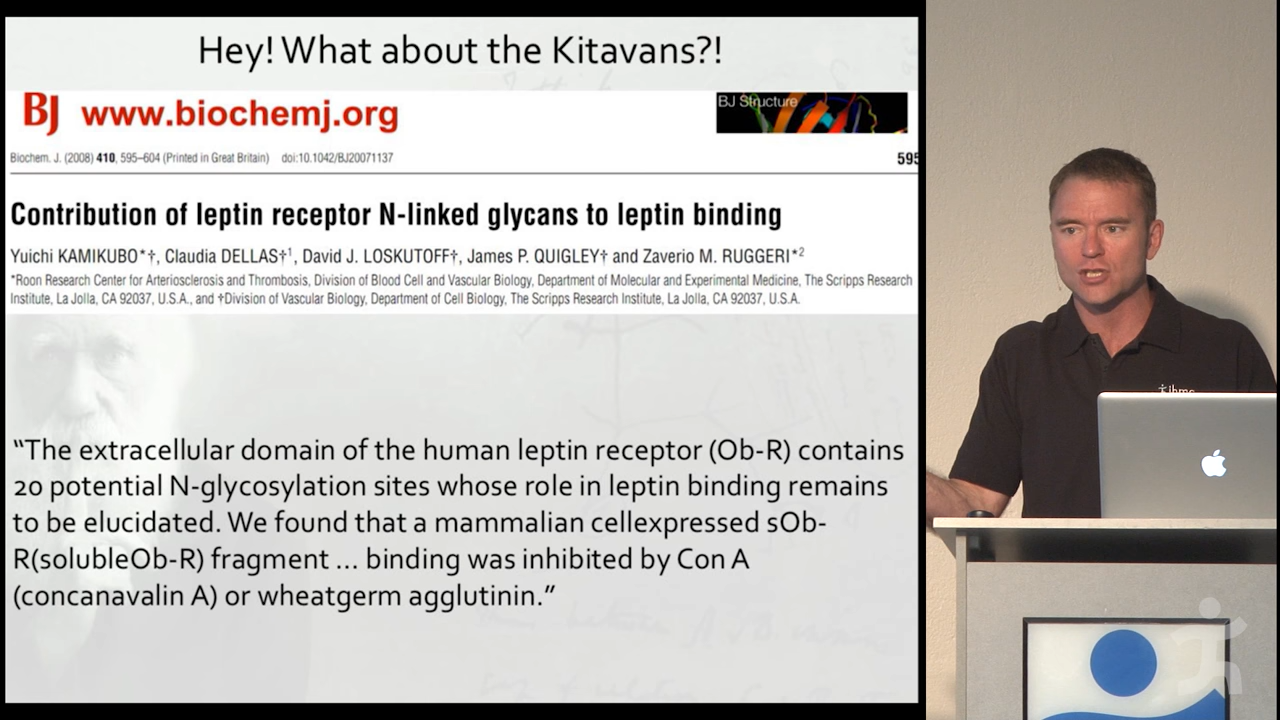 Hey! What about the Kitavans?!
BJ www.biochemj.org
BJ Structure
Biochem. J. (2008) 410, 595–604 (Printed in Great Britain) doi:10.1042/BJ20071137
595
Contribution of leptin receptor N-linked glycans to leptin binding
Yuichi KAMIKUBO*†, Claudia DELLAS†1, David J. LOSKUTOFF†, James P. QUIGLEY† and Zaverio M. RUGGERI*2
*Roon Research Center for Arteriosclerosis and Thrombosis, Division of Blood Cell and Vascular Biology, Department of Molecular and Experimental Medicine, The Scripps Research
Institute, La Jolla, CA 92037, U.S.A., and †Division of Vascular Biology, Department of Cell Biology, The Scripps Research Institute, La Jolla, CA 92037, U.S.A.
“The extracellular domain of the human leptin receptor (Ob-R) contains
20 potential N-glycosylation sites whose role in leptin binding remains
to be elucidated. We found that a mammalian cellexpressed sOb-
R(solubleOb-R) fragment ... binding was inhibited by Con A
(concanavalin A) or wheatgerm agglutinin.”
ihmc